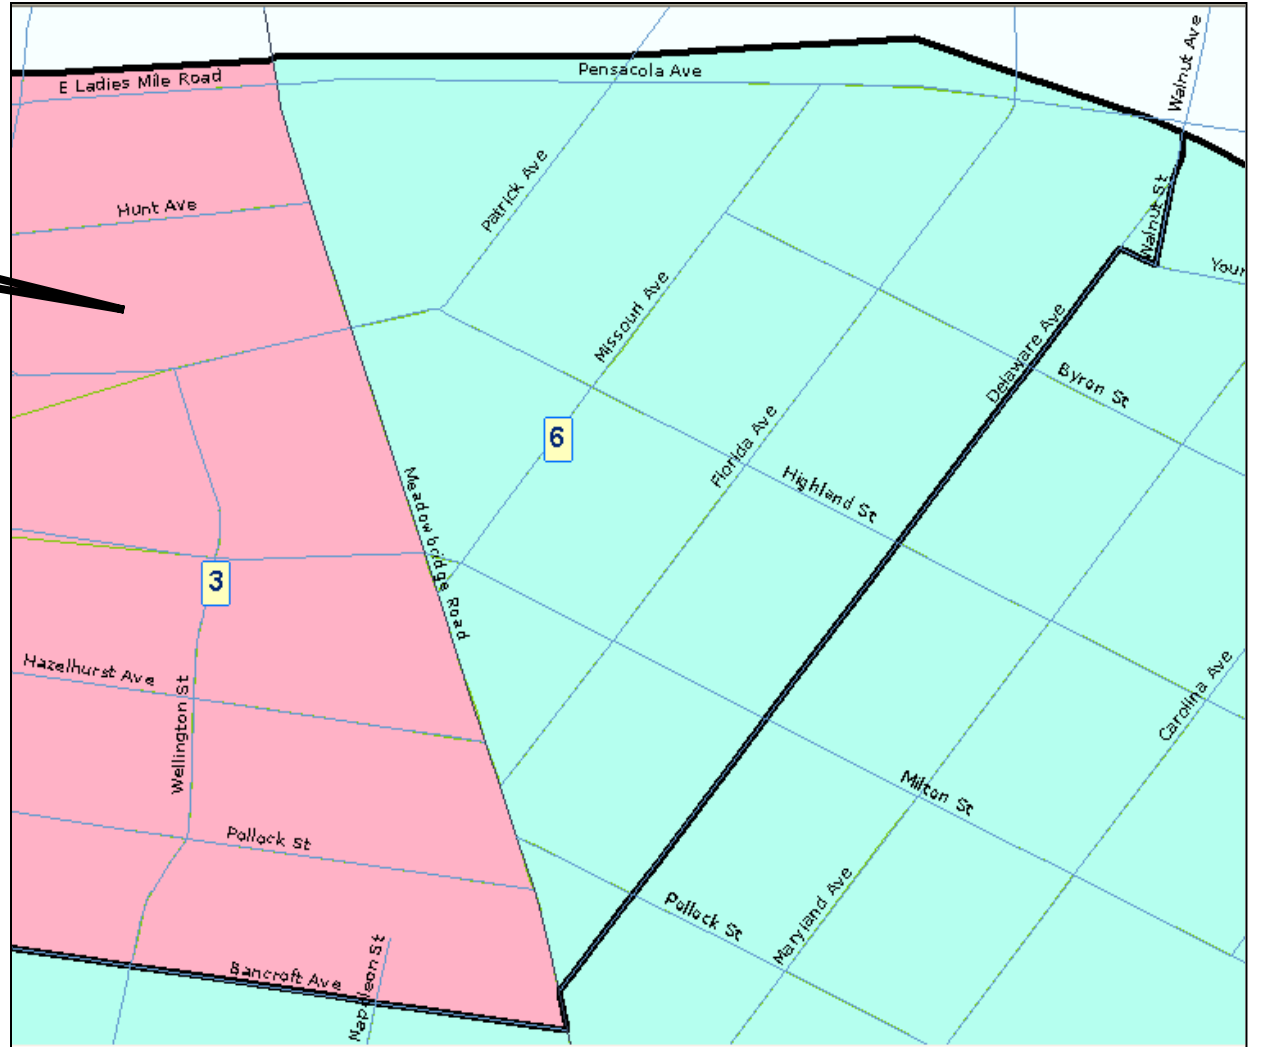 Walnut Ave
Pensacola Ave
E Ladies Mile Road
Patrick Ave
Hunt Ave
Walnut St
Your
Missouri Ave
Delaware Ave
Byron St
6
Florida Ave
Highland St
Meadowbridge Road
3
Hazelhurst Ave
Wellington St
Carolina Ave
Milton St
Pollock St
Pollock St
Maryland Ave
Bancroft Ave
Napoleon St